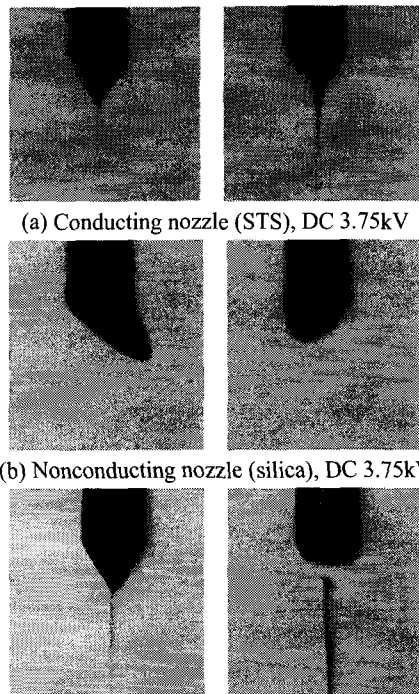 (a) Conducting nozzle (STS), DC 3.75kV
(b) Nonconducting nozzle (silica), DC 3.75kV